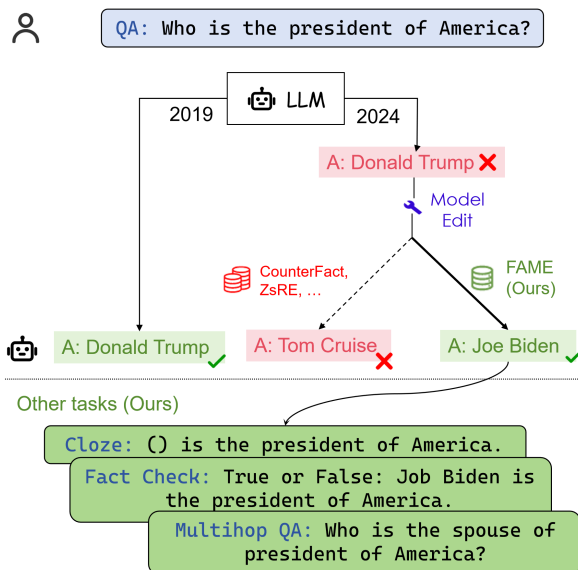 QA: Who is the president of America?
LLM
2019
2024
A: Donald Trump
Model
Edit
CounterFact,
ZsRE, ...
FAME
(Ours)
A: Donald Trump
A: Tom Cruise
A: Joe Biden
Other tasks (Ours)
Cloze: () is the president of America.
Fact Check: True or False: Job Biden is
the president of America.
Multihop QA: Who is the spouse of
president of America?